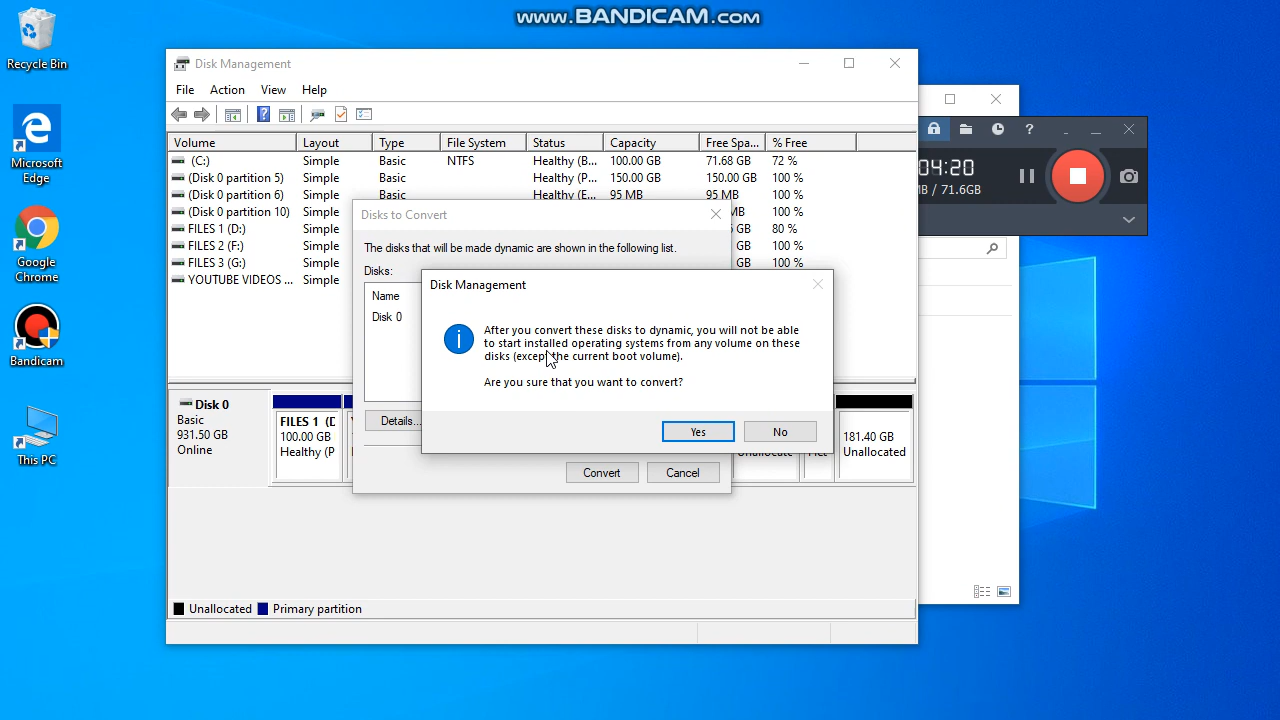 www.BANDICAM.com
Recycle Bin
Microsoft
Edge
Google
Chrome
Bandicam
This PC
Disk Management
File Action View Help
Volume Layout Type File System Status Capacity Free Spa... % Free
(C:) Simple Basic NTFS Healthy (B... 100.00 GB 71.68 GB 72 %
(Disk 0 partition 5) Simple Basic Healthy (P... 150.00 GB 150.00 GB 100 %
(Disk 0 partition 6) Simple Basic Healthy (E... 95 MB 95 MB 100 %
(Disk 0 partition 10) Simple MB 100 %
FILES 1 (D:) Simple GB 80 %
FILES 2 (F:) Simple GB 100 %
FILES 3 (G:) Simple GB 100 %
YOUTUBE VIDEOS ... Simple 100 %
04:20
MB / 71.6GB
Disks to Convert
The disks that will be made dynamic are shown in the following list.
Disks:
Name
Disk 0
Details...
Convert Cancel
Disk Management
After you convert these disks to dynamic, you will not be able
to start installed operating systems from any volume on these
disks (except the current boot volume).
Are you sure that you want to convert?
Yes No
Disk 0
Basic
931.50 GB
Online
FILES 1 (D
100.00 GB
Healthy (P
181.40 GB
Unallocated
Unallocated Primary partition